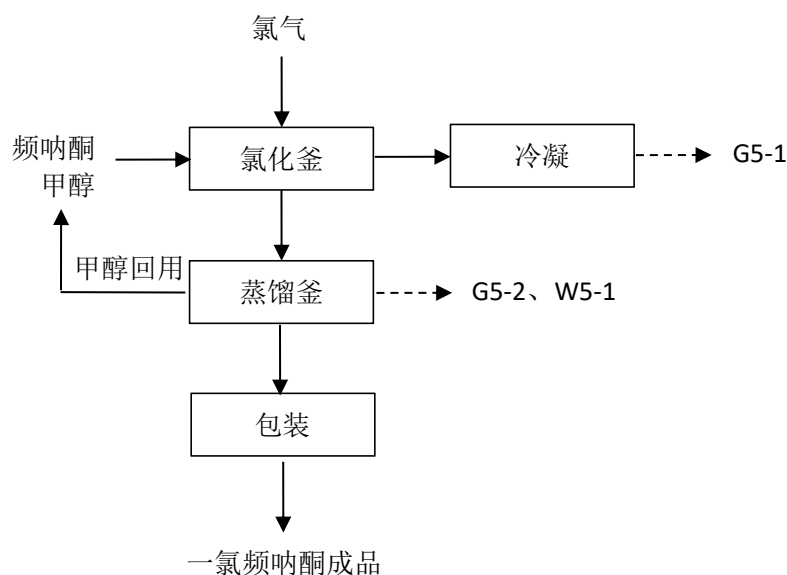 氯气
频呐酮
甲醇
氯化釜
冷凝
G5-1
甲醇回用
蒸馏釜
G5-2、W5-1
包装
一氯频呐酮成品